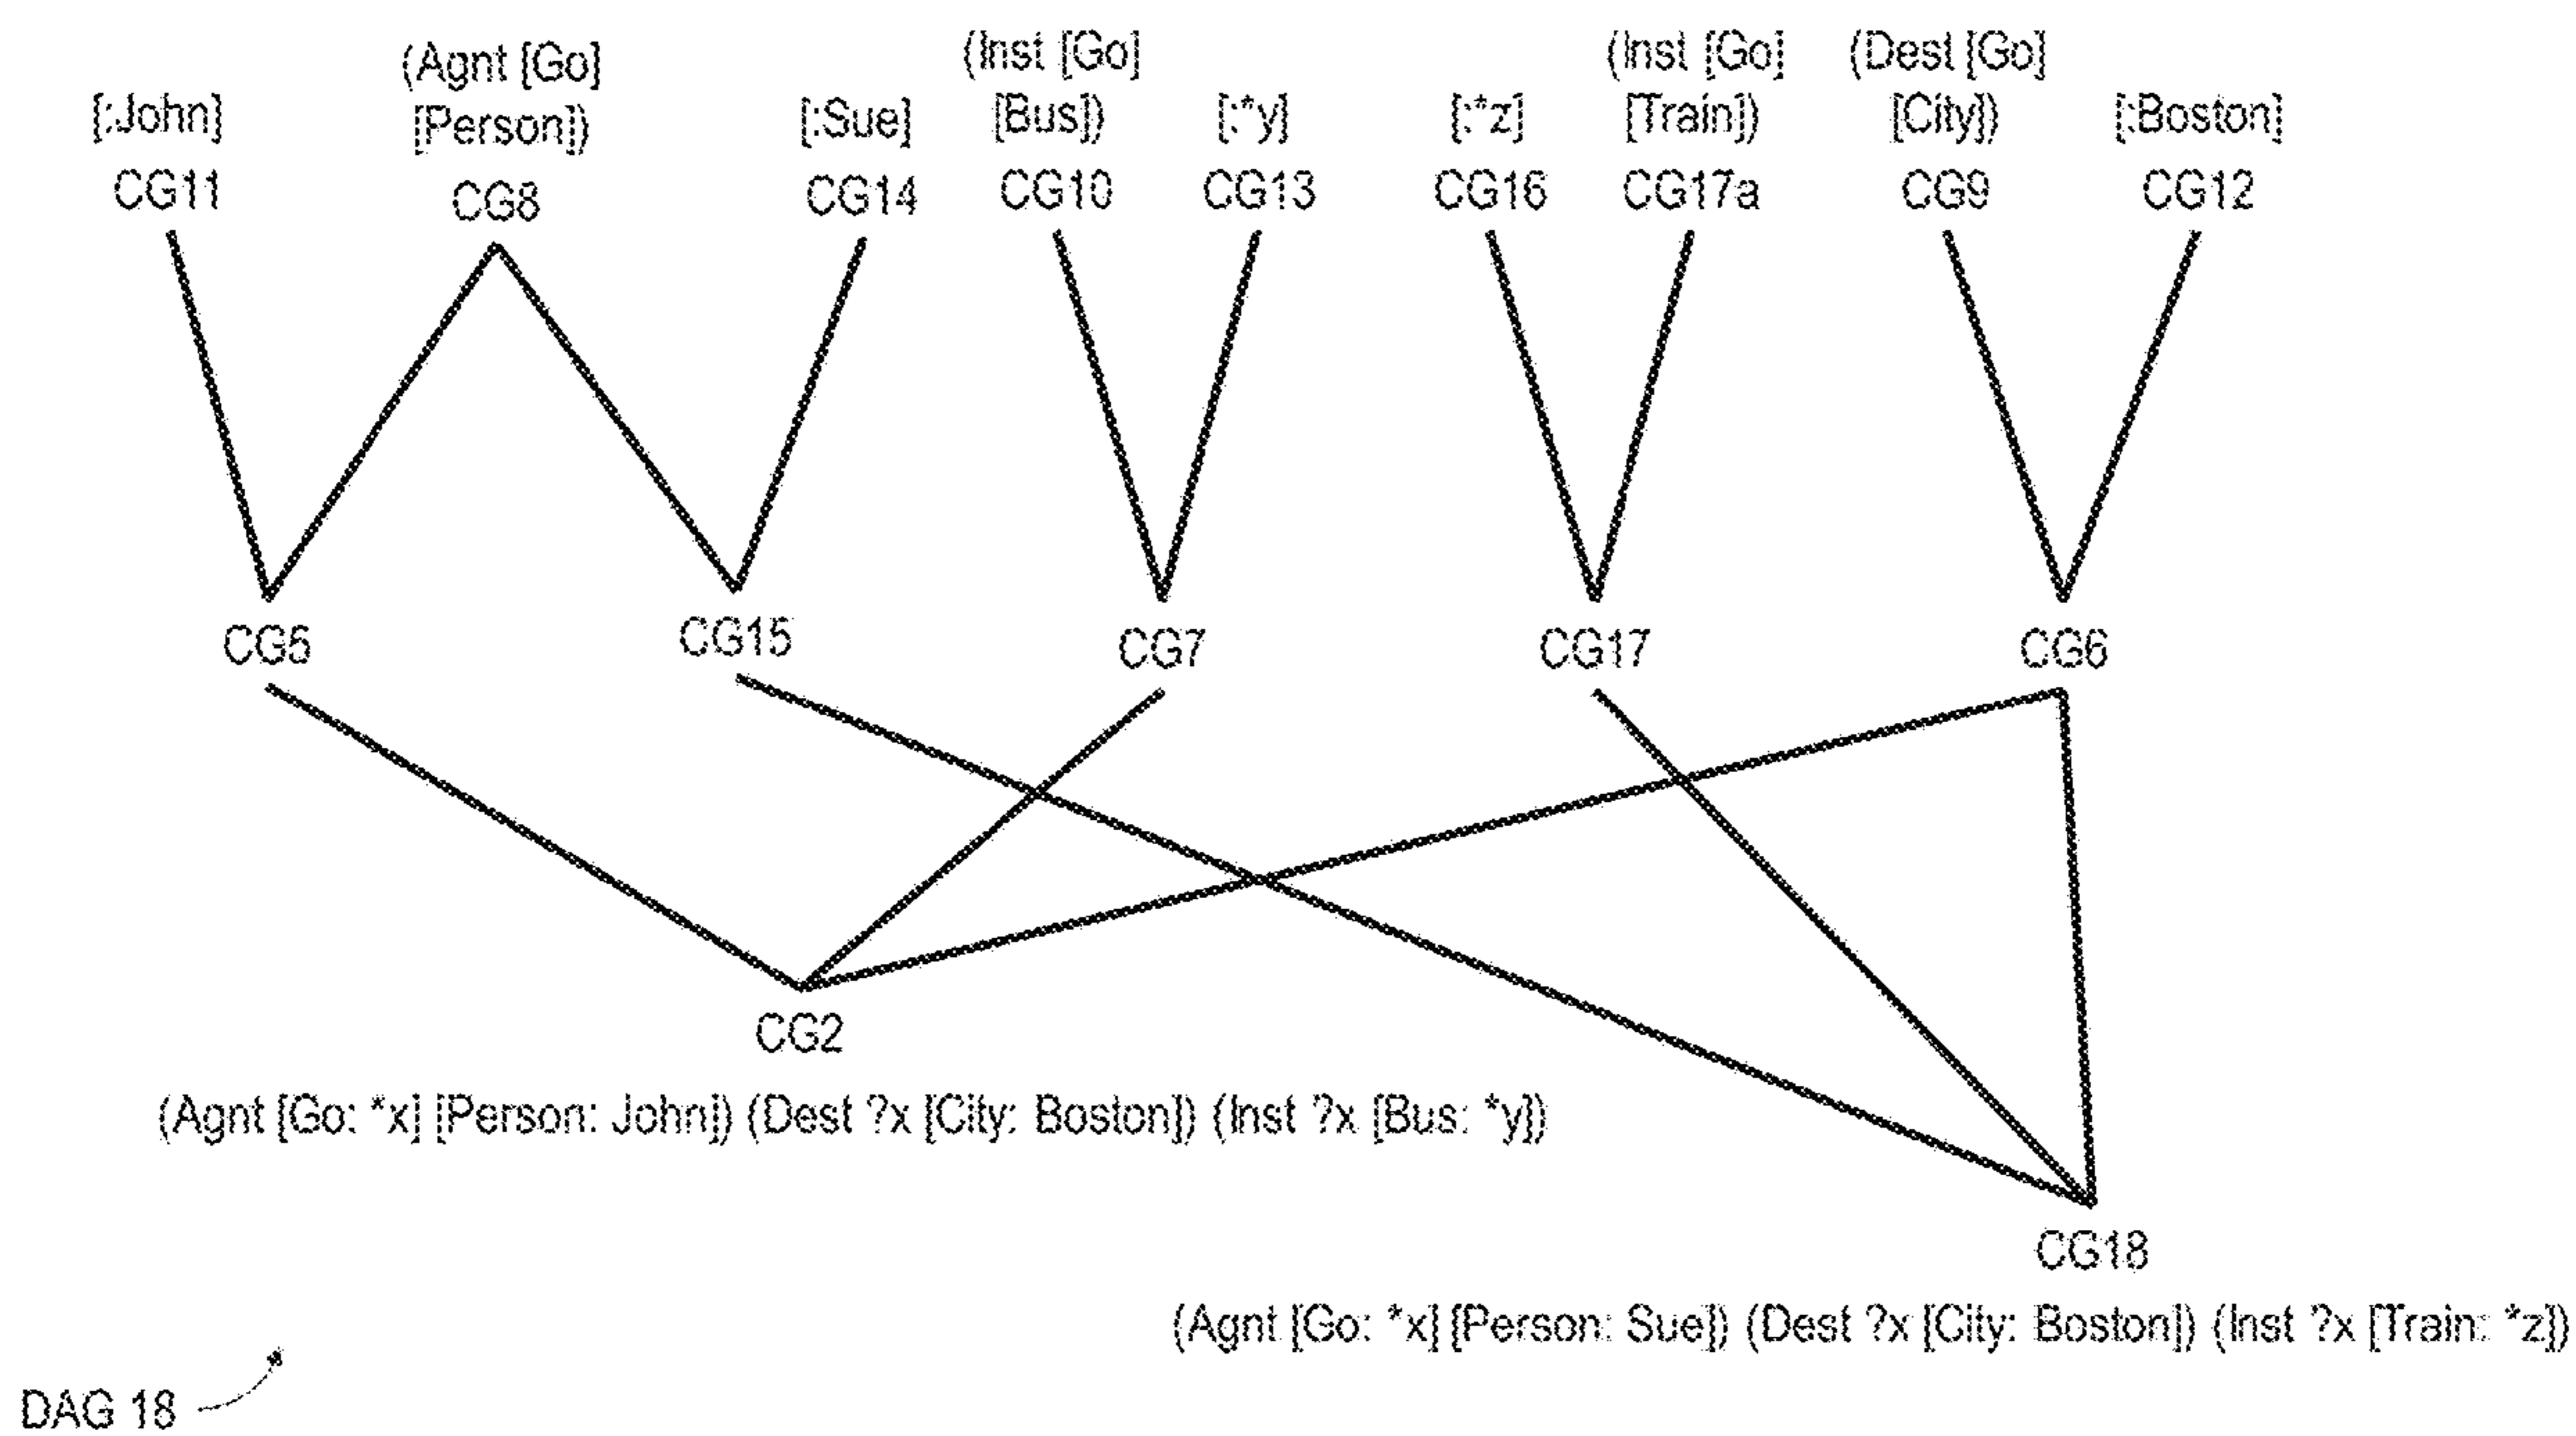 [:John]
CG11
(Agnt [Go]
[Person])
CG8
[:Sue]
CG14
(Inst [Go]
[Bus])
CG10
[:*y]
CG13
[:*z]
CG16
(Inst [Go]
[Train])
CG17a
(Dest [Go]
[City])
CG9
[:Boston]
CG12
CG5
CG15
CG7
CG17
CG6
CG2
(Agnt [Go: *x] [Person: John]) (Dest ?x [City: Boston]) (Inst ?x [Bus: *y])
CG18
(Agnt [Go: *x] [Person: Sue]) (Dest ?x [City: Boston]) (Inst ?x [Train: *z])
DAG 18